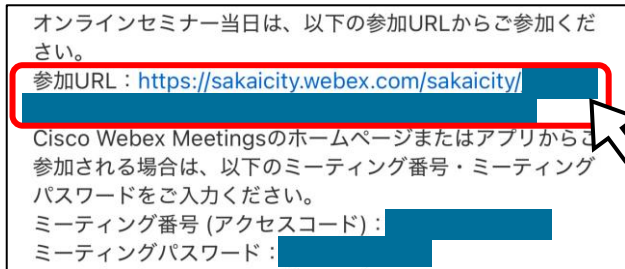 オンラインセミナー当日は、以下の参加URLからご参加くだ
さい。
参加URL：https://sakaicity.webex.com/sakaicity/
Cisco Webex Meetingsのホームページまたはアプリからご
参加される場合は、以下のミーティング番号・ミーティング
パスワードをご入力ください。
ミーティング番号 (アクセスコード)：
ミーティングパスワード：